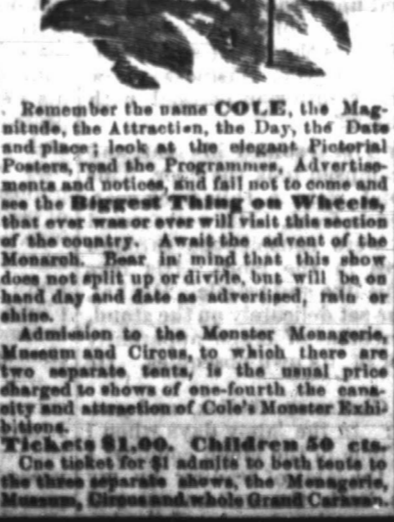 Remember the name COLE, the Mag-
nitude, the Attraction, the Day, the Date
and place; look at the elegant Pictorial
Posters, read the Programmes, Advertise-
ments and notices, and fail not to come and
see the Biggest Thing on Wheels,
that ever was or ever will visit this section
of the country. Await the advent of the
Monarch. Bear in mind that this show
does not split up or divide, but will be on
hand day and date as advertised, rain or
shine.
Admission to the Monster Menagerie,
Museum and Circus, to which there are
two separate tents, is the usual price
charged to shows of one-fourth the capa-
city and attraction of Cole's Monster Exhi-
bitions.
Tickets $1.00. Children 50 cts.
One ticket for $1 admits to both tents to
the three separate shows, the Menagerie,
Museum, Circus and whole Grand Caravan.